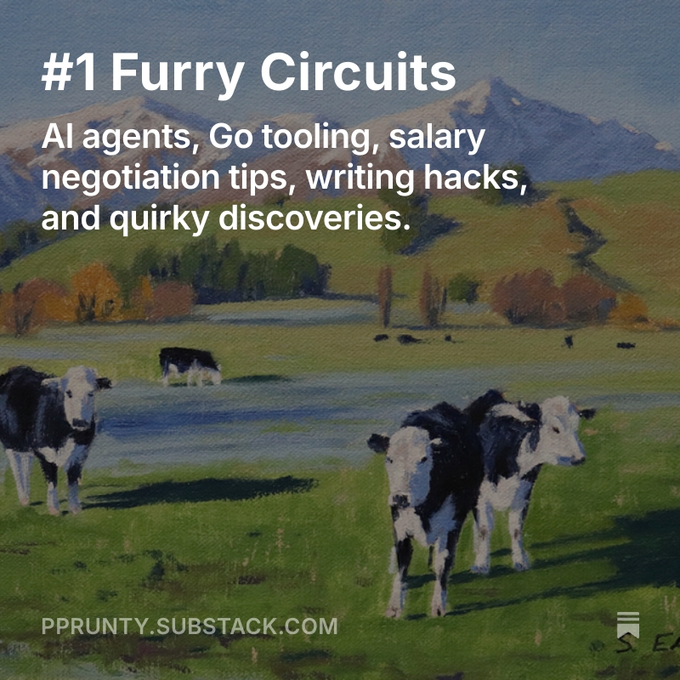 #1 Furry Circuits
AI agents, Go tooling, salary
negotiation tips, writing hacks,
and quirky discoveries.
PPRUNTY.SUBSTACK.COM